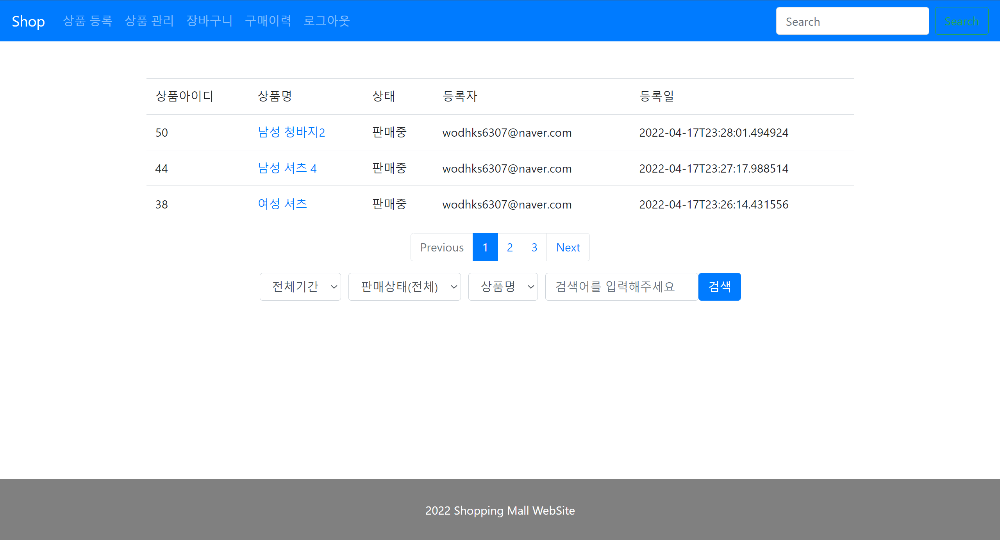 Shop 상품 등록 상품 관리 장바구니 구매이력 로그아웃 Search Search
상품아이디 상품명 상태 등록자 등록일
50 남성 청바지2 판매중 wodhks6307@naver.com 2022-04-17T23:28:01.494924
44 남성 셔츠 4 판매중 wodhks6307@naver.com 2022-04-17T23:27:17.988514
38 여성 셔츠 판매중 wodhks6307@naver.com 2022-04-17T23:26:14.431556
Previous 1 2 3 Next
전체기간 판매상태(전체) 상품명 검색어를 입력해주세요 검색
2022 Shopping Mall WebSite